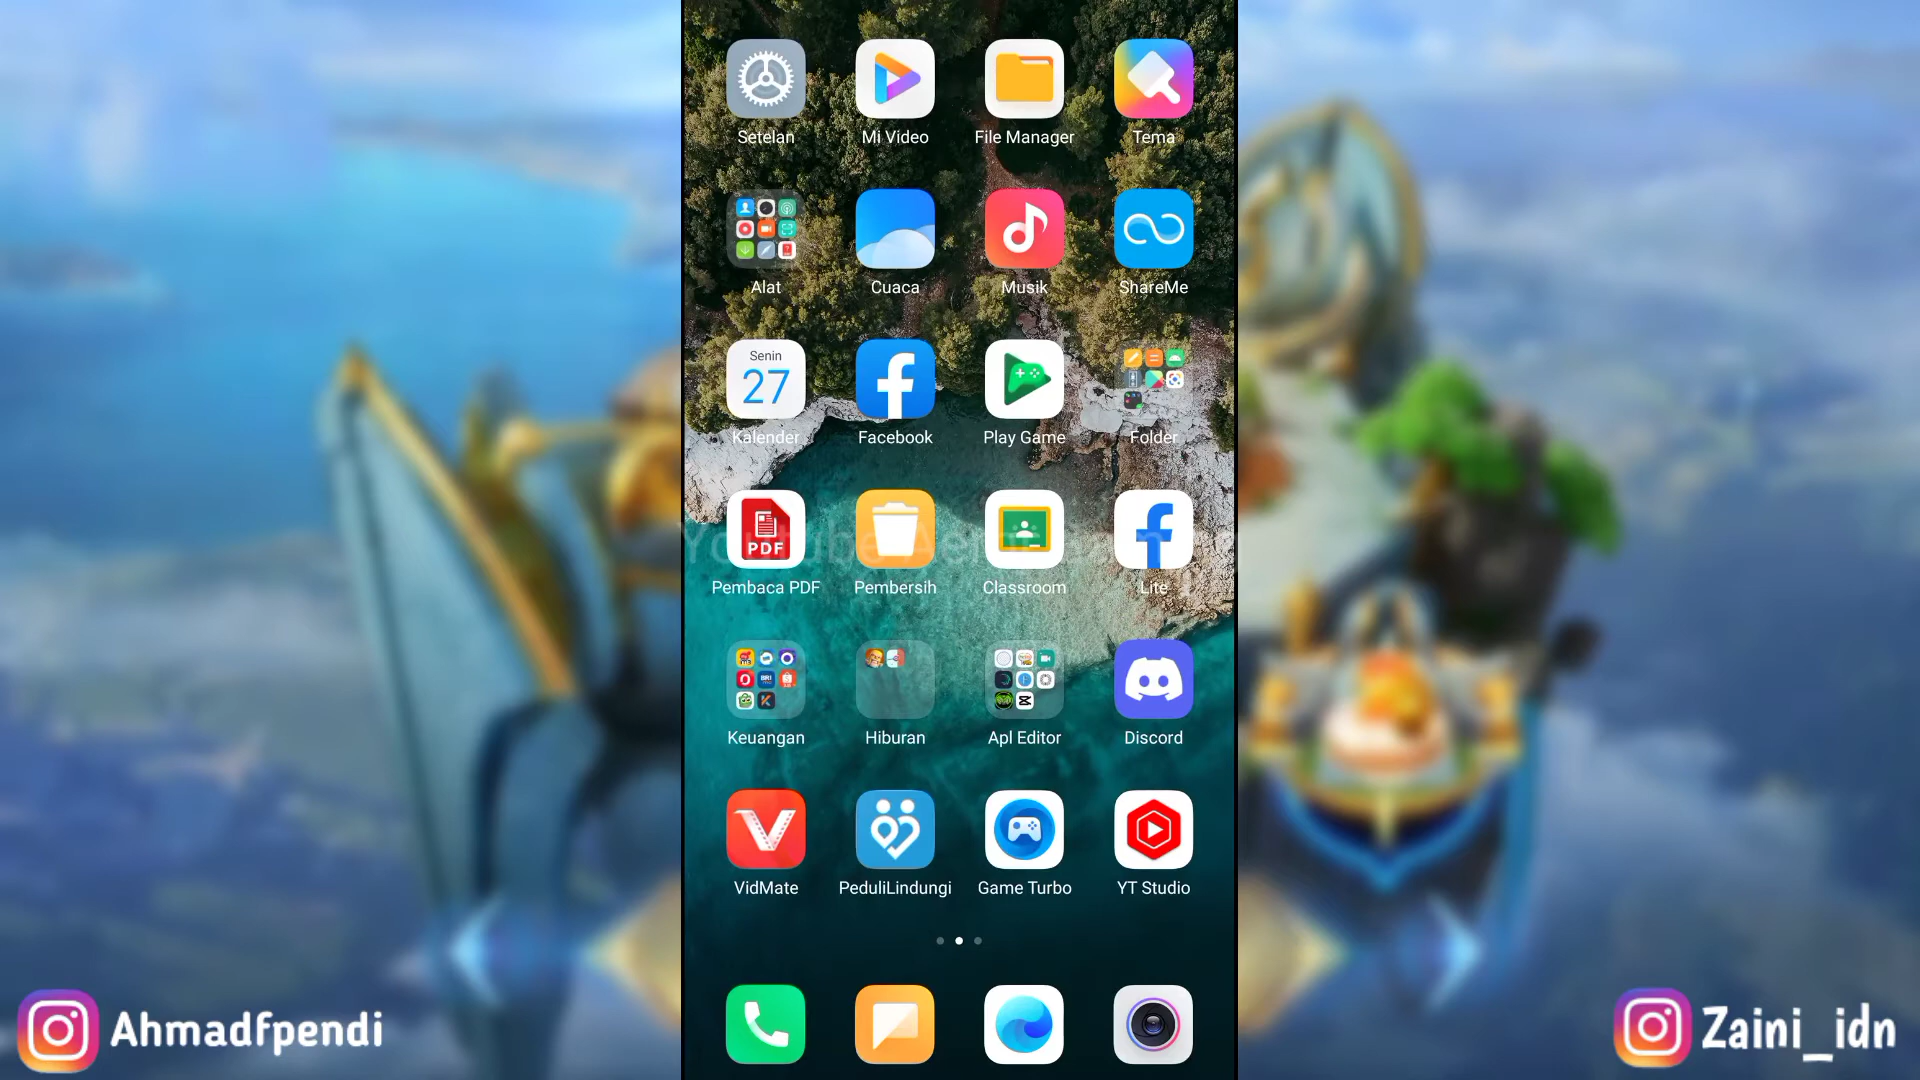 Setelan
Mi Video
File Manager
Tema
Alat
Cuaca
Musik
ShareMe
Senin
27
Kalender
Facebook
Play Game
Folder
PDF
Pembaca PDF
Pembersih
Classroom
Lite
BRI
Keuangan
Hiburan
Apl Editor
Discord
VidMate
PeduliLindungi
Game Turbo
YT Studio
Ahmadfpendi
Zaini_idn